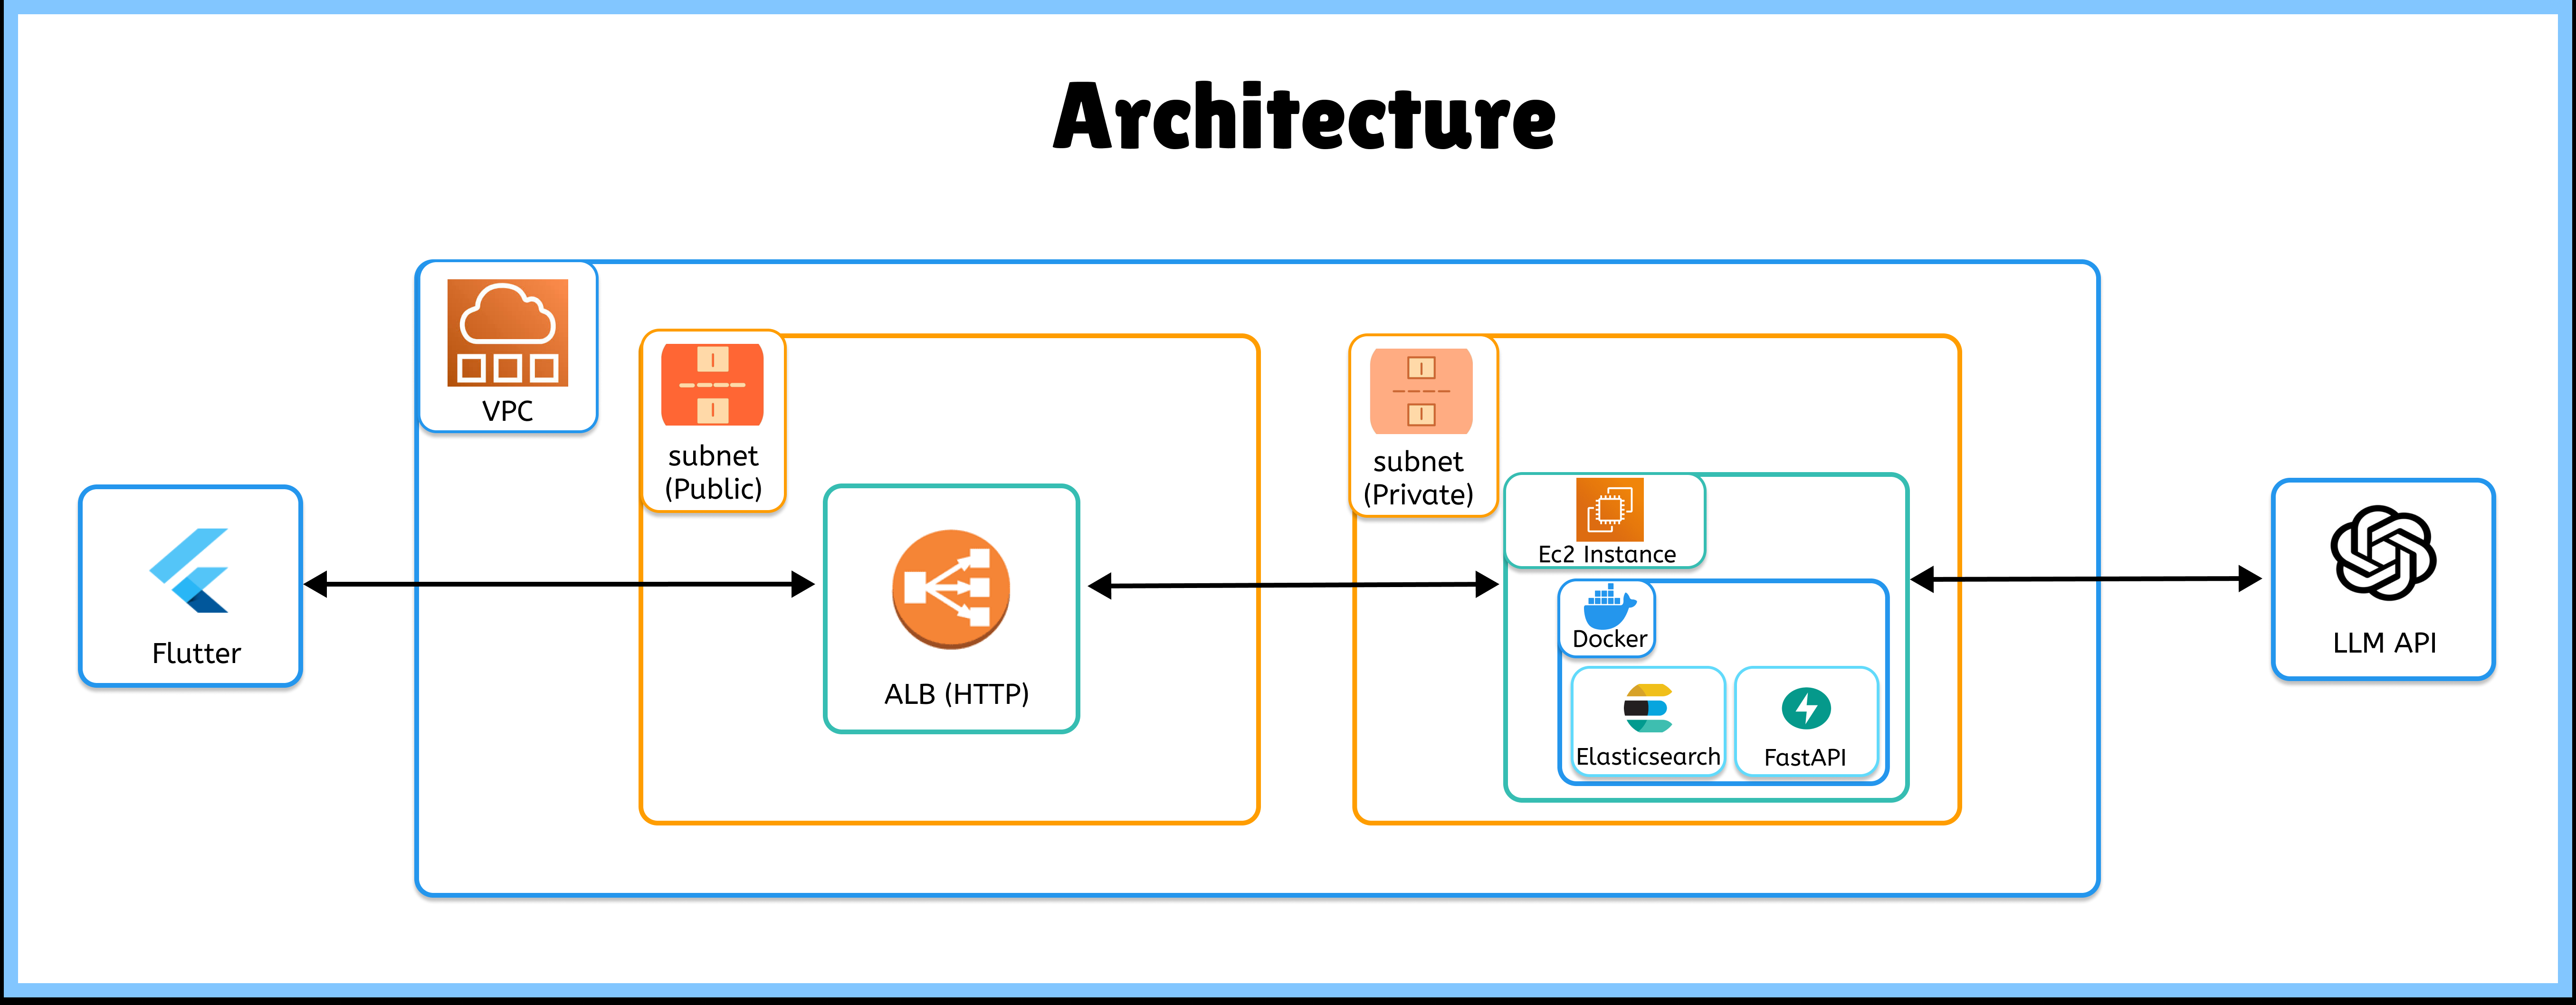 Architecture
VPC
subnet
(Public)
subnet
(Private)
Ec2 Instance
Docker
Flutter
ALB (HTTP)
Elasticsearch
FastAPI
LLM API